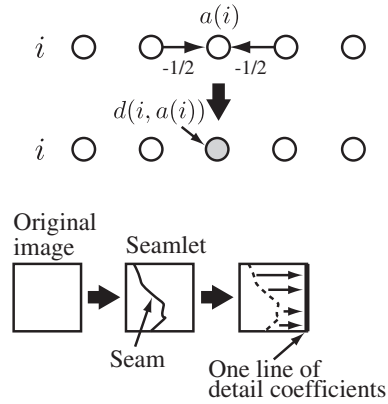 a(i)
i
-1/2 -1/2
d(i, a(i))
i
Original
image
Seamlet
Seam
One line of
detail coefficients